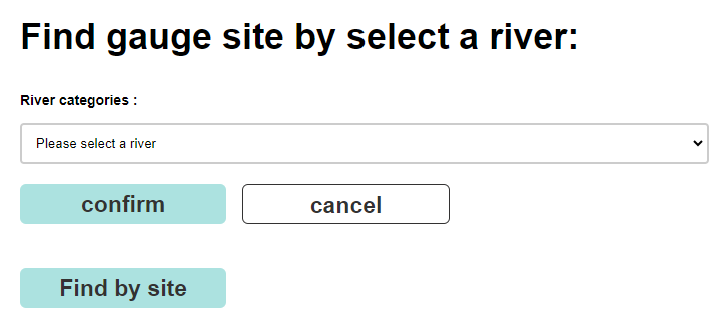 Find gauge site by select a river:
River categories :
Please select a river
confirm
cancel
Find by site